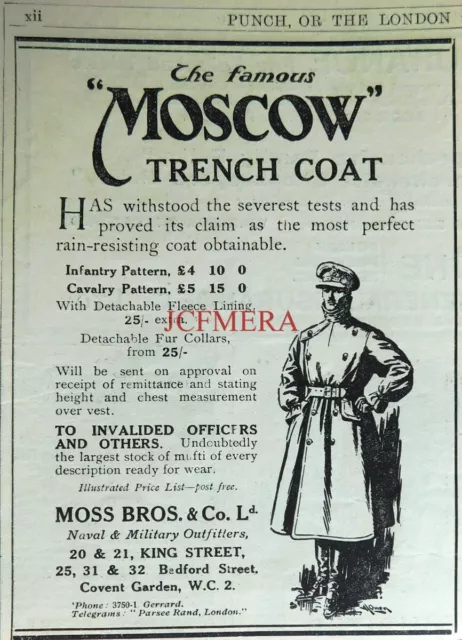 xii
PUNCH, OR THE LONDON
The famous
"MOSCOW"
TRENCH COAT
HAS withstood the severest tests and has
proved its claim as the most perfect
rain-resisting coat obtainable.
Infantry Pattern, £4 10 0
Cavalry Pattern, £5 15 0
With Detachable Fleece Lining,
25/- extra.
JCFMERA
Detachable Fur Collars,
from 25/-
Will be sent on approval on
receipt of remittance and stating
height and chest measurement
over vest.
TO INVALIDED OFFICERS
AND OTHERS. Undoubtedly
the largest stock of mufti of every
description ready for wear.
Illustrated Price List—post free.
MOSS BROS. & Co. Ld.
Naval & Military Outfitters,
20 & 21, KING STREET,
25, 31 & 32 Bedford Street,
Covent Garden, W.C. 2.
'Phone: 3750-1 Gerrard.
Telegrams: "Parsee Rand, London."